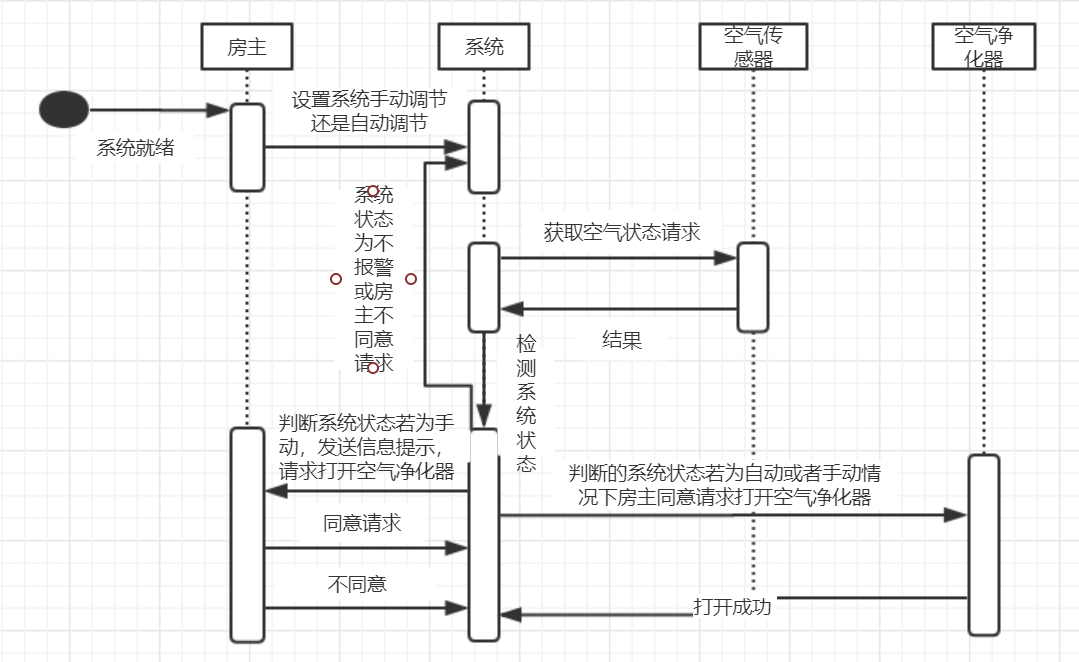 房主
系统
空气传
感器
空气净
化器
系统就绪
设置系统手动调节
还是自动调节
系统
状态
为不
报警
或房
主不
同意
请求
获取空气状态请求
结果
检
测
系
统
状
态
判断系统状态若为手
动，发送信息提示，
请求打开空气净化器
判断的系统状态若为自动或者手动情
况下房主同意请求打开空气净化器
同意请求
不同意
打开成功